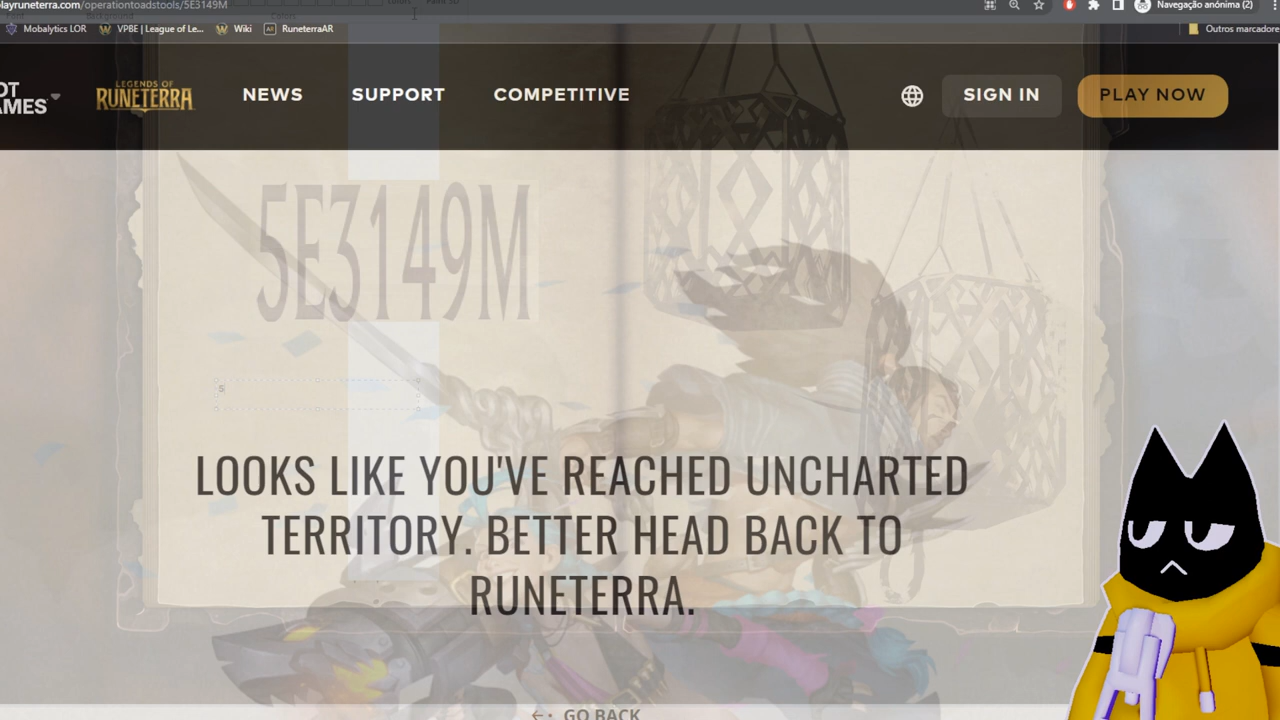 playruneterra.com/operationtoadstools/5E3149M
Navegação anónima (2)
Mobalytics LOR VPBE | League of Le... Wiki RuneterraAR Outros marcadore
OT
AMES
LEGENDS OF
RUNETERRA
NEWS SUPPORT COMPETITIVE SIGN IN PLAY NOW
5E3149M
LOOKS LIKE YOU'VE REACHED UNCHARTED
TERRITORY. BETTER HEAD BACK TO
RUNETERRA.
GO BACK